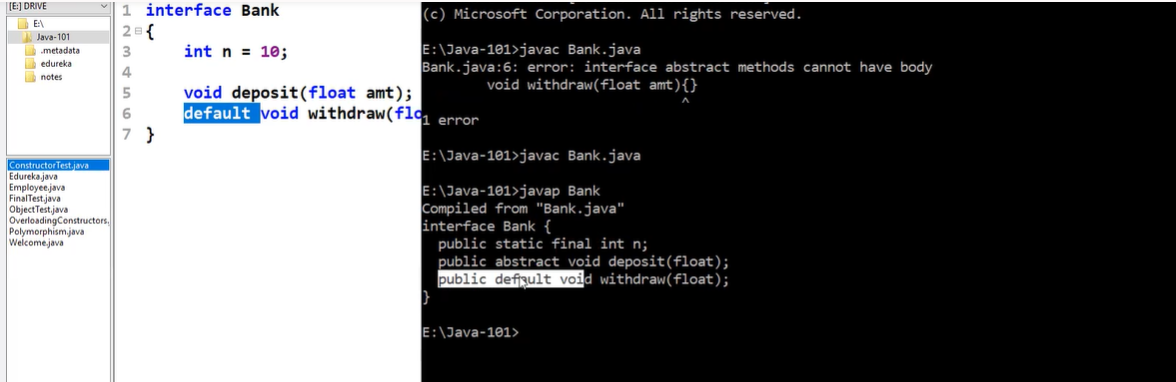 [E:] DRIVE
E:\
Java-101
.metadata
edureka
notes
ConstructorTest.java
Edureka.java
Employee.java
FinalTest.java
ObjectTest.java
OverloadingConstructors.
Polymorphism.java
Welcome.java
1 interface Bank
2 {
3 int n = 10;
4
5 void deposit(float amt);
6 default void withdraw(flo
7 }
(c) Microsoft Corporation. All rights reserved.
E:\Java-101>javac Bank.java
Bank.java:6: error: interface abstract methods cannot have body
void withdraw(float amt){}
^
1 error
E:\Java-101>javac Bank.java
E:\Java-101>javap Bank
Compiled from "Bank.java"
interface Bank {
public static final int n;
public abstract void deposit(float);
public default void withdraw(float);
}
E:\Java-101>